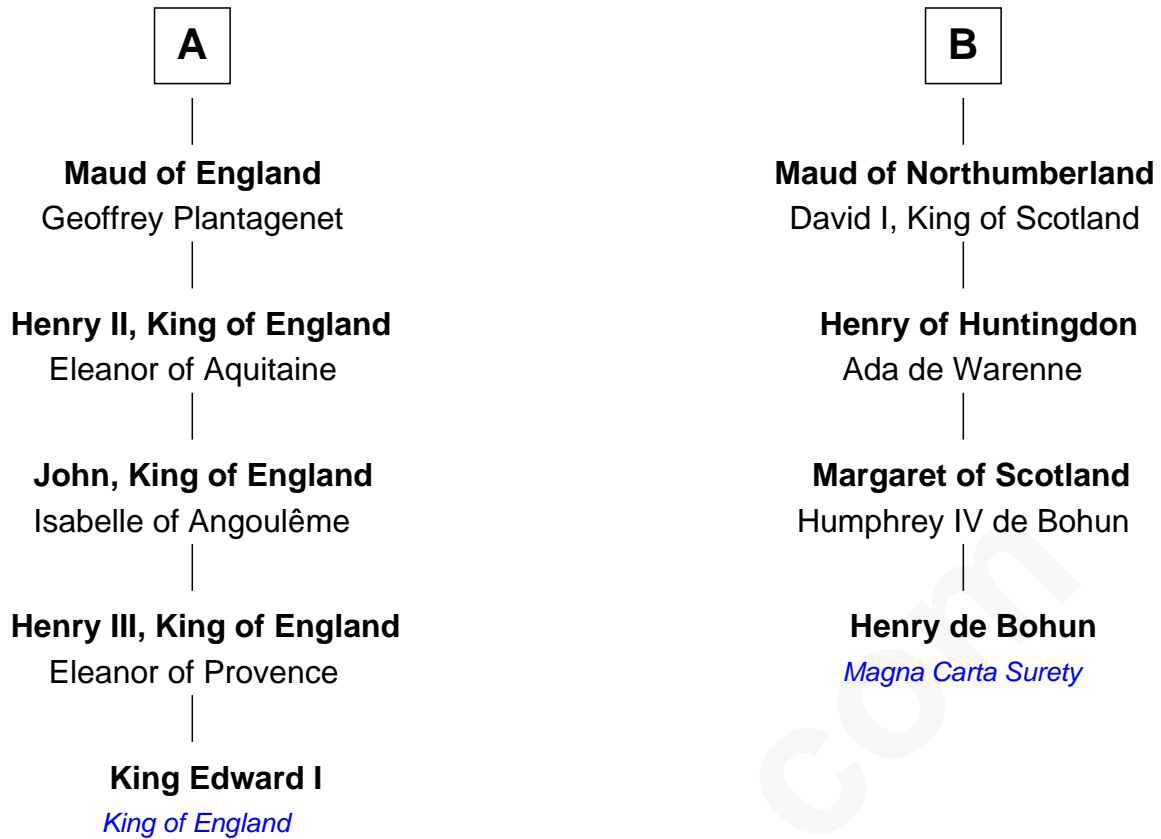 A
Maud of England
Geoffrey Plantagenet
Henry II, King of England
Eleanor of Aquitaine
John, King of England
Isabelle of Angoulême
Henry III, King of England
Eleanor of Provence
King Edward I
King of England
B
Maud of Northumberland
David I, King of Scotland
Henry of Huntingdon
Ada de Warenne
Margaret of Scotland
Humphrey IV de Bohun
Henry de Bohun
Magna Carta Surety
com